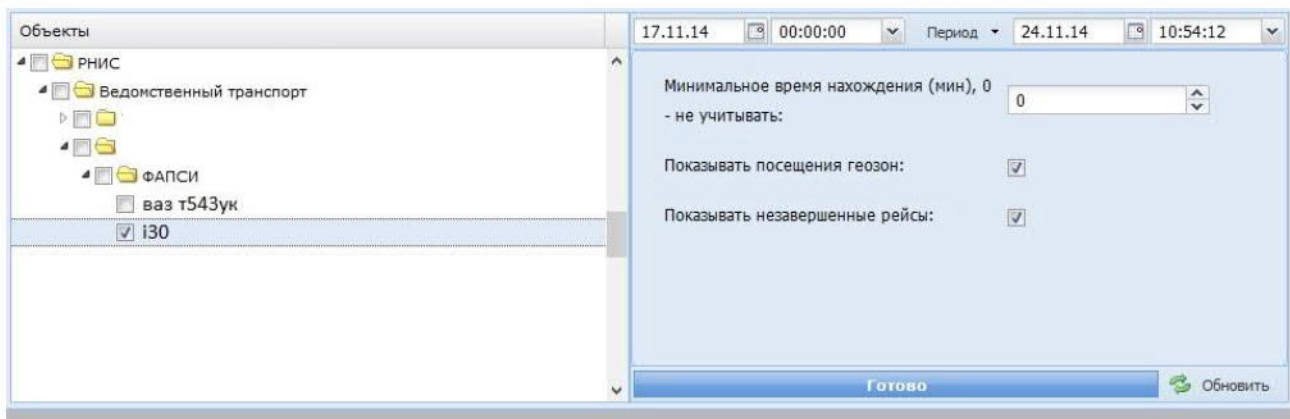 Объекты
РНИС
Ведомственный транспорт
ФАПСИ
ваз т543ук
i30
17.11.14 00:00:00 Период 24.11.14 10:54:12
Минимальное время нахождения (мин), 0 0
- не учитывать:
Показывать посещения геозон:
Показывать незавершенные рейсы:
Готово Обновить